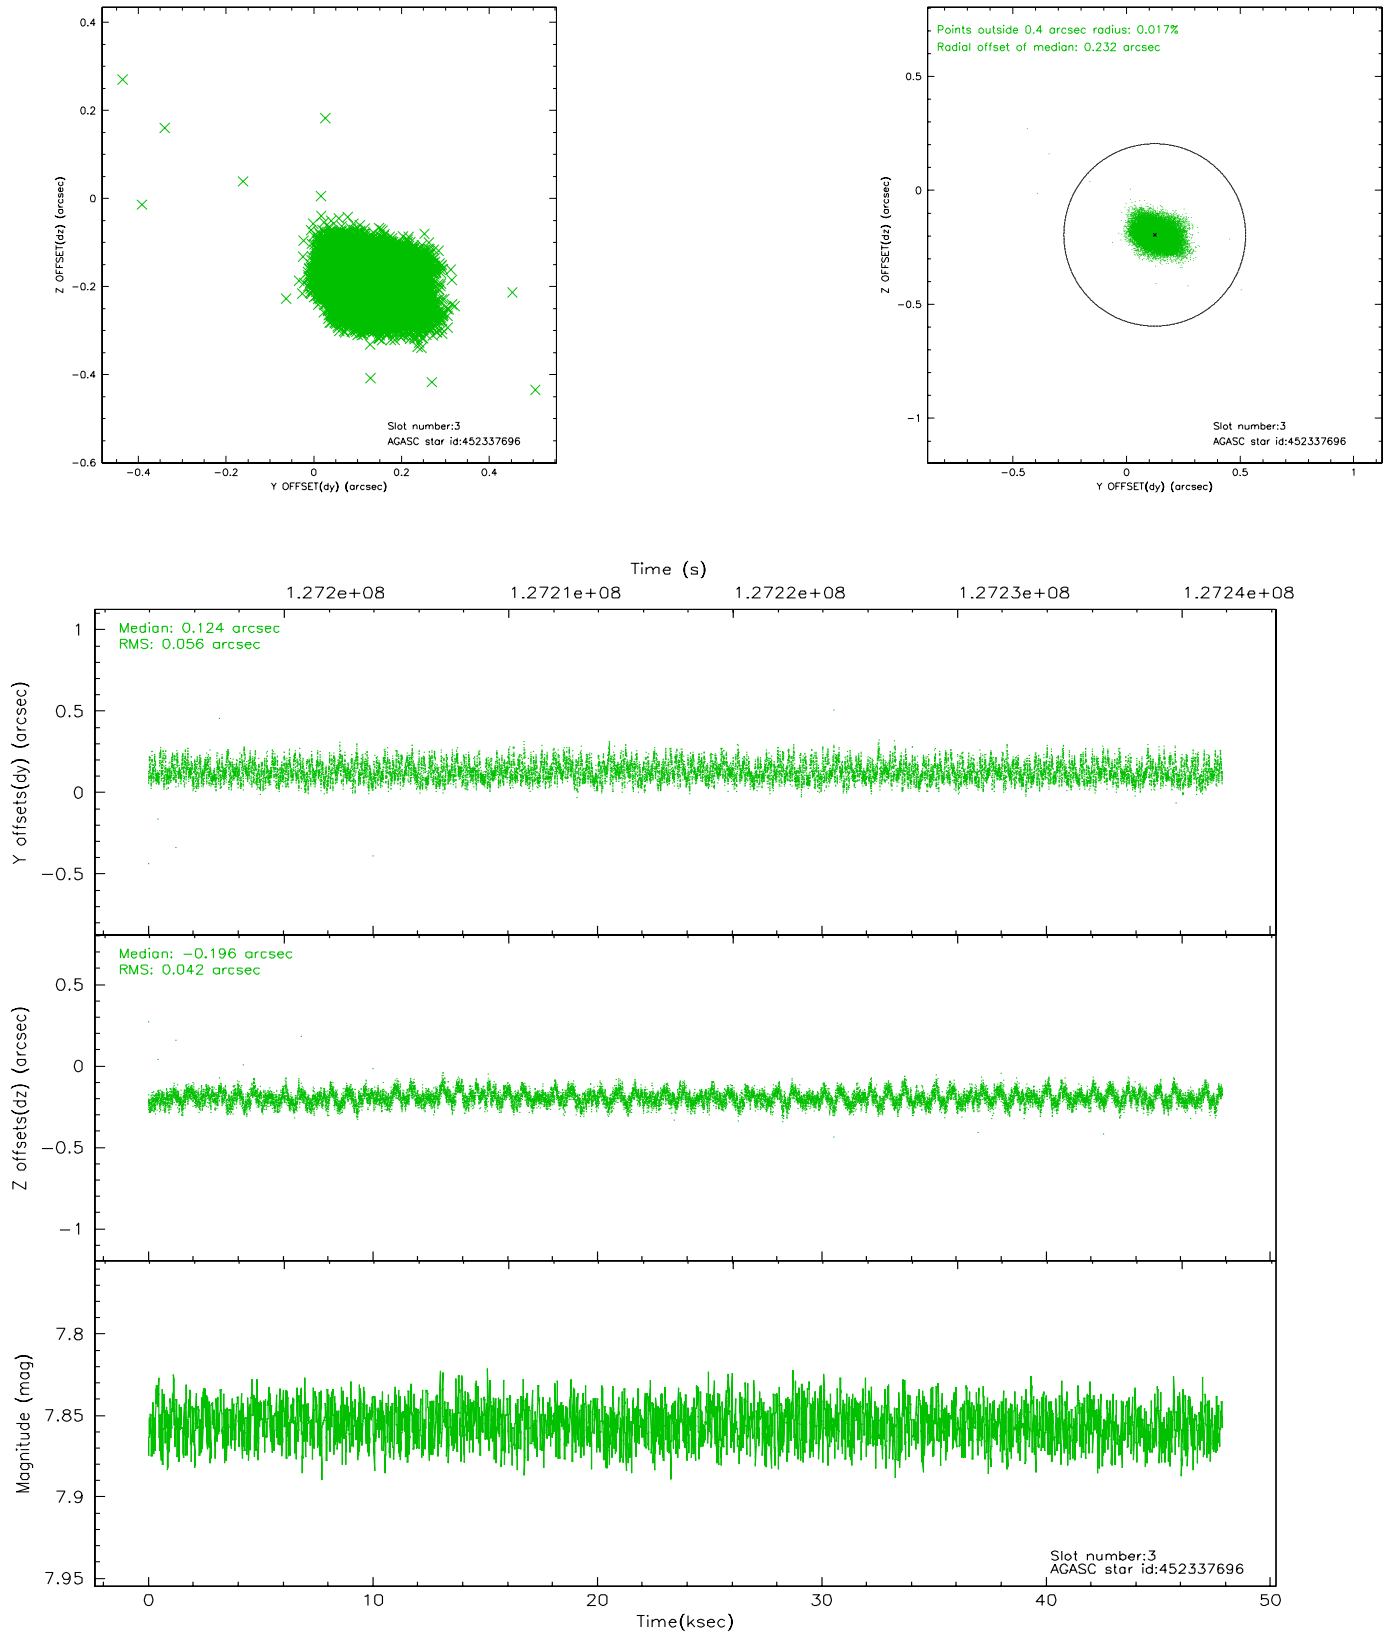 0.4
0.2
0
−0.2
−0.4
−0.6
Z OFFSET(dz) (arcsec)
−0.4
−0.2
0
0.2
0.4
Y OFFSET(dy) (arcsec)
Slot number:3
AGASC star id:452337696
Points outside 0.4 arcsec radius: 0.017%
Radial offset of median: 0.232 arcsec
0.5
0
−0.5
−1
Z OFFSET(dz) (arcsec)
−0.5
0
0.5
1
Y OFFSET(dy) (arcsec)
Slot number:3
AGASC star id:452337696
Time (s)
1.272e+08
1.2721e+08
1.2722e+08
1.2723e+08
1.2724e+08
Median: 0.124 arcsec
RMS: 0.056 arcsec
1
0.5
0
−0.5
Y offsets(dy) (arcsec)
Median: −0.196 arcsec
RMS: 0.042 arcsec
0.5
0
−0.5
−1
Z offsets(dz) (arcsec)
7.8
7.85
7.9
7.95
Magnitude (mag)
Slot number:3
AGASC star id:452337696
0
10
20
30
40
50
Time(ksec)